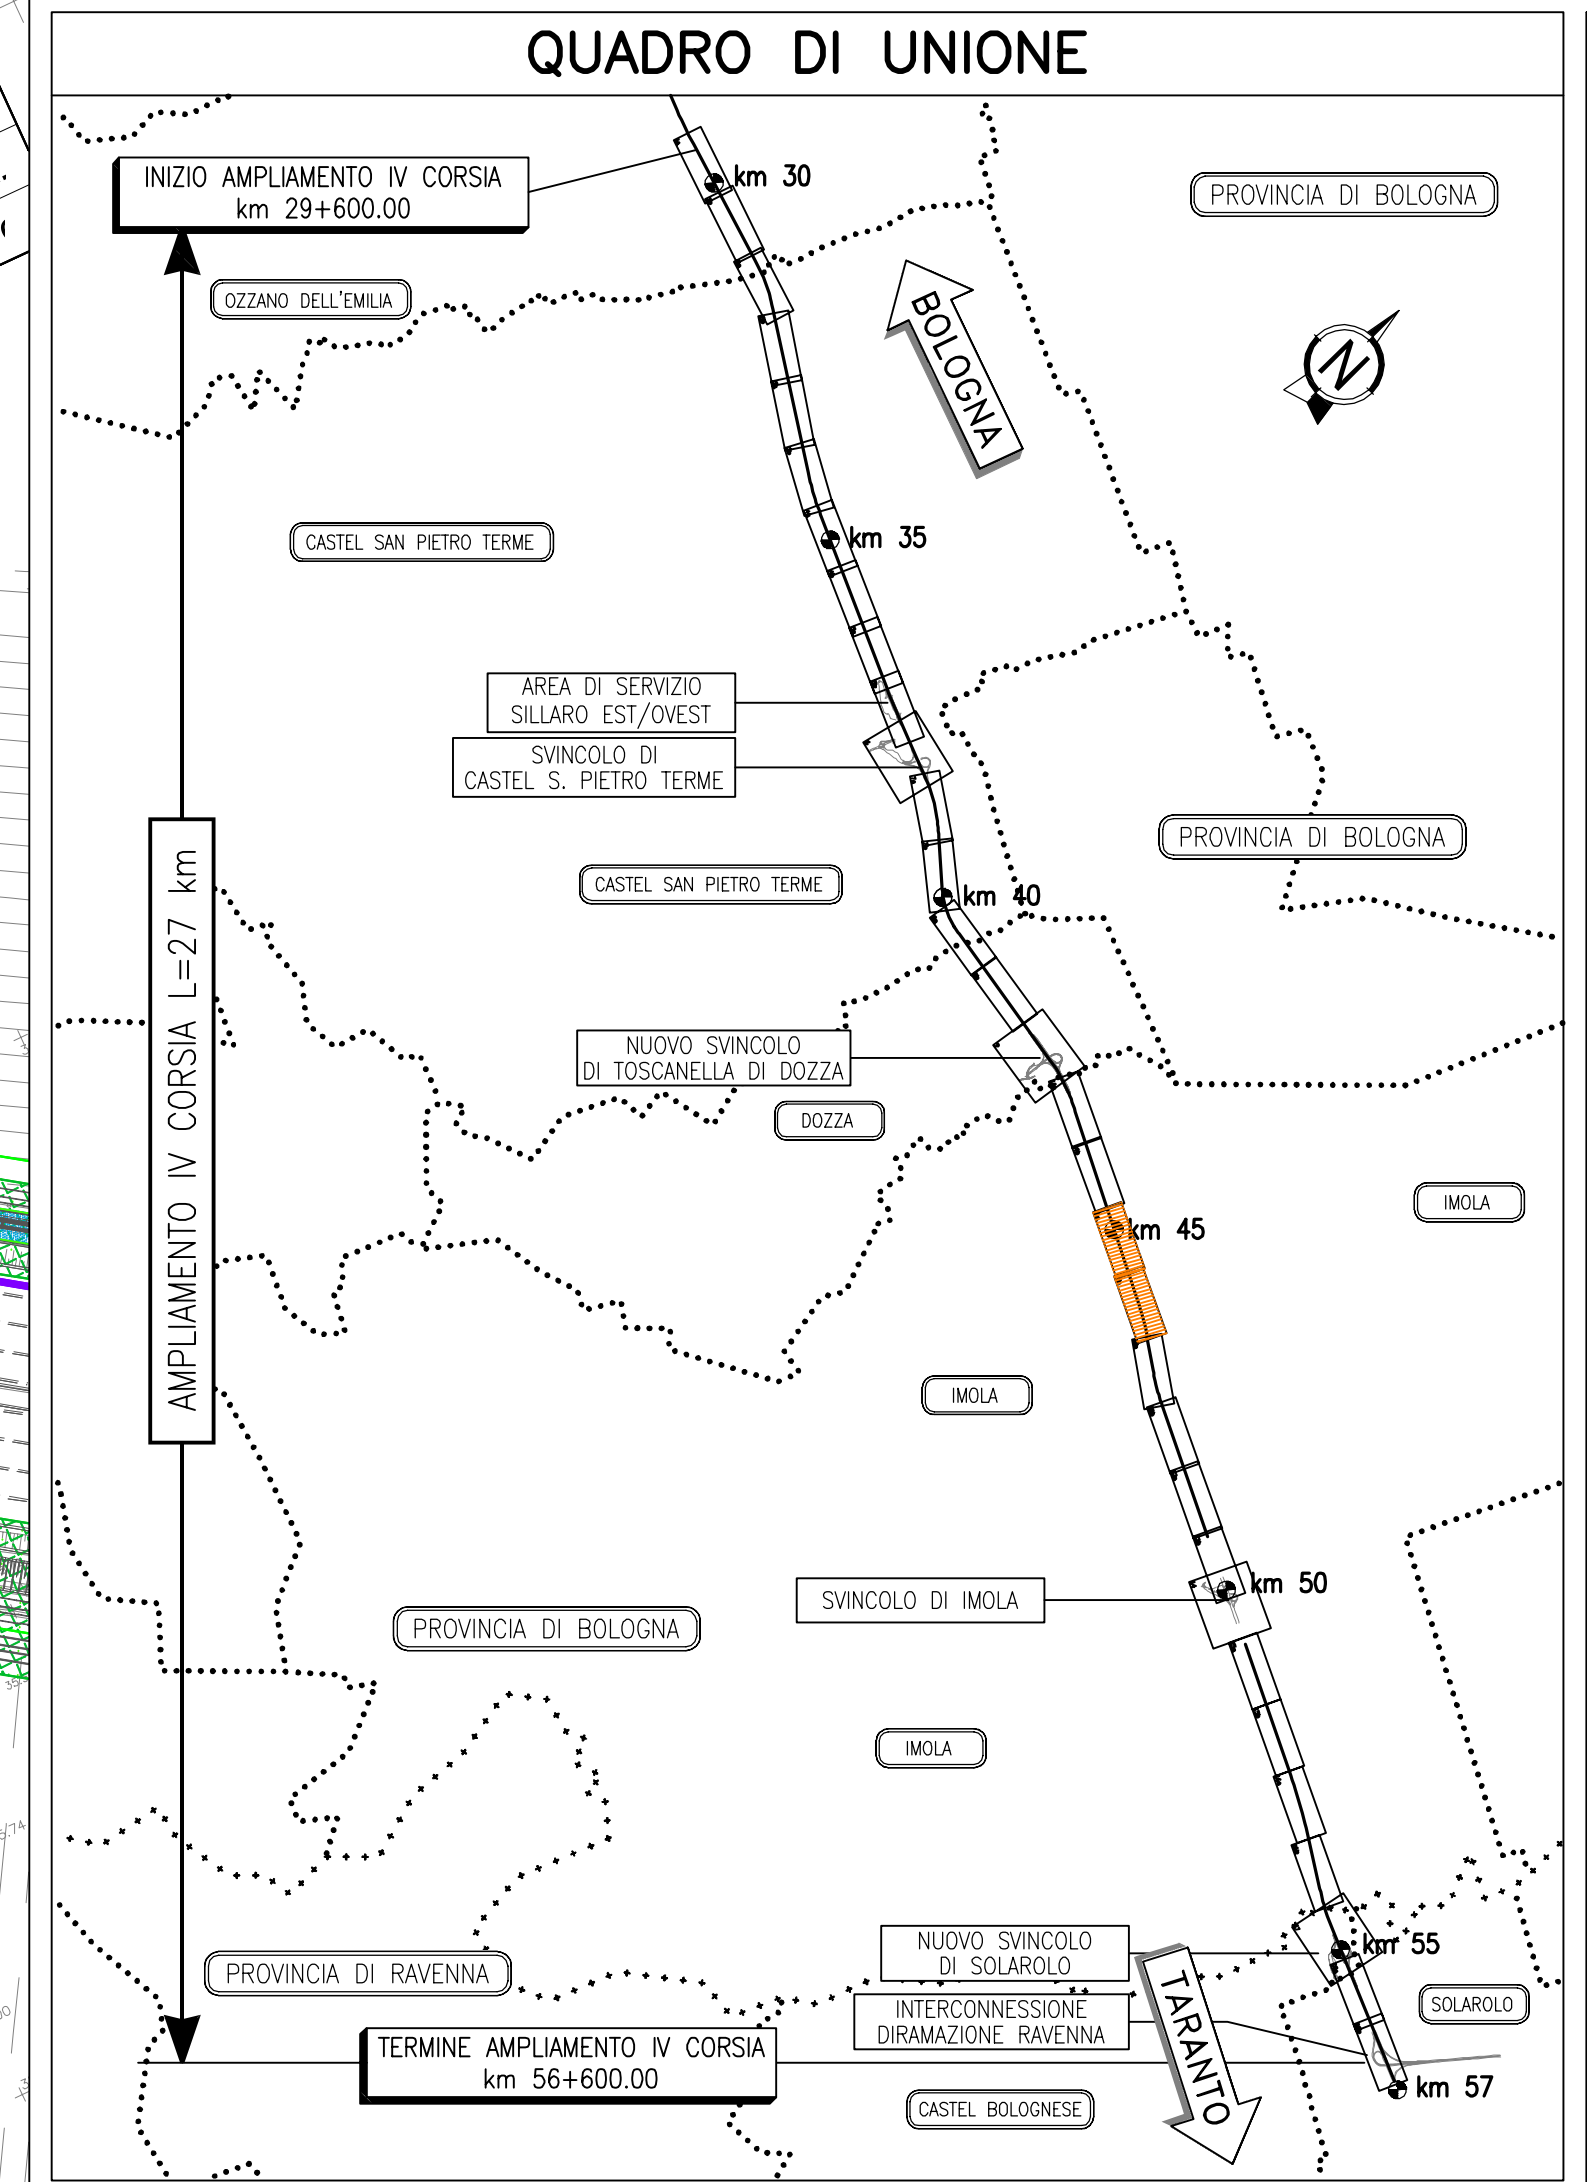 QUADRO DI UNIONE
INIZIO AMPLIAMENTO IV CORSIA
km 29+600.00
km 30
PROVINCIA DI BOLOGNA
OZZANO DELL'EMILIA
BOLOGNA
N
CASTEL SAN PIETRO TERME
km 35
AREA DI SERVIZIO
SILLARO EST/OVEST
SVINCOLO DI
CASTEL S. PIETRO TERME
PROVINCIA DI BOLOGNA
CASTEL SAN PIETRO TERME
km 40
AMPLIAMENTO IV CORSIA L=27 km
NUOVO SVINCOLO
DI TOSCANELLA DI DOZZA
DOZZA
IMOLA
km 45
IMOLA
km 50
SVINCOLO DI IMOLA
PROVINCIA DI BOLOGNA
IMOLA
NUOVO SVINCOLO
DI SOLAROLO
km 55
PROVINCIA DI RAVENNA
INTERCONNESSIONE
DIRAMAZIONE RAVENNA
SOLAROLO
TARANTO
TERMINE AMPLIAMENTO IV CORSIA
km 56+600.00
km 57
CASTEL BOLOGNESE